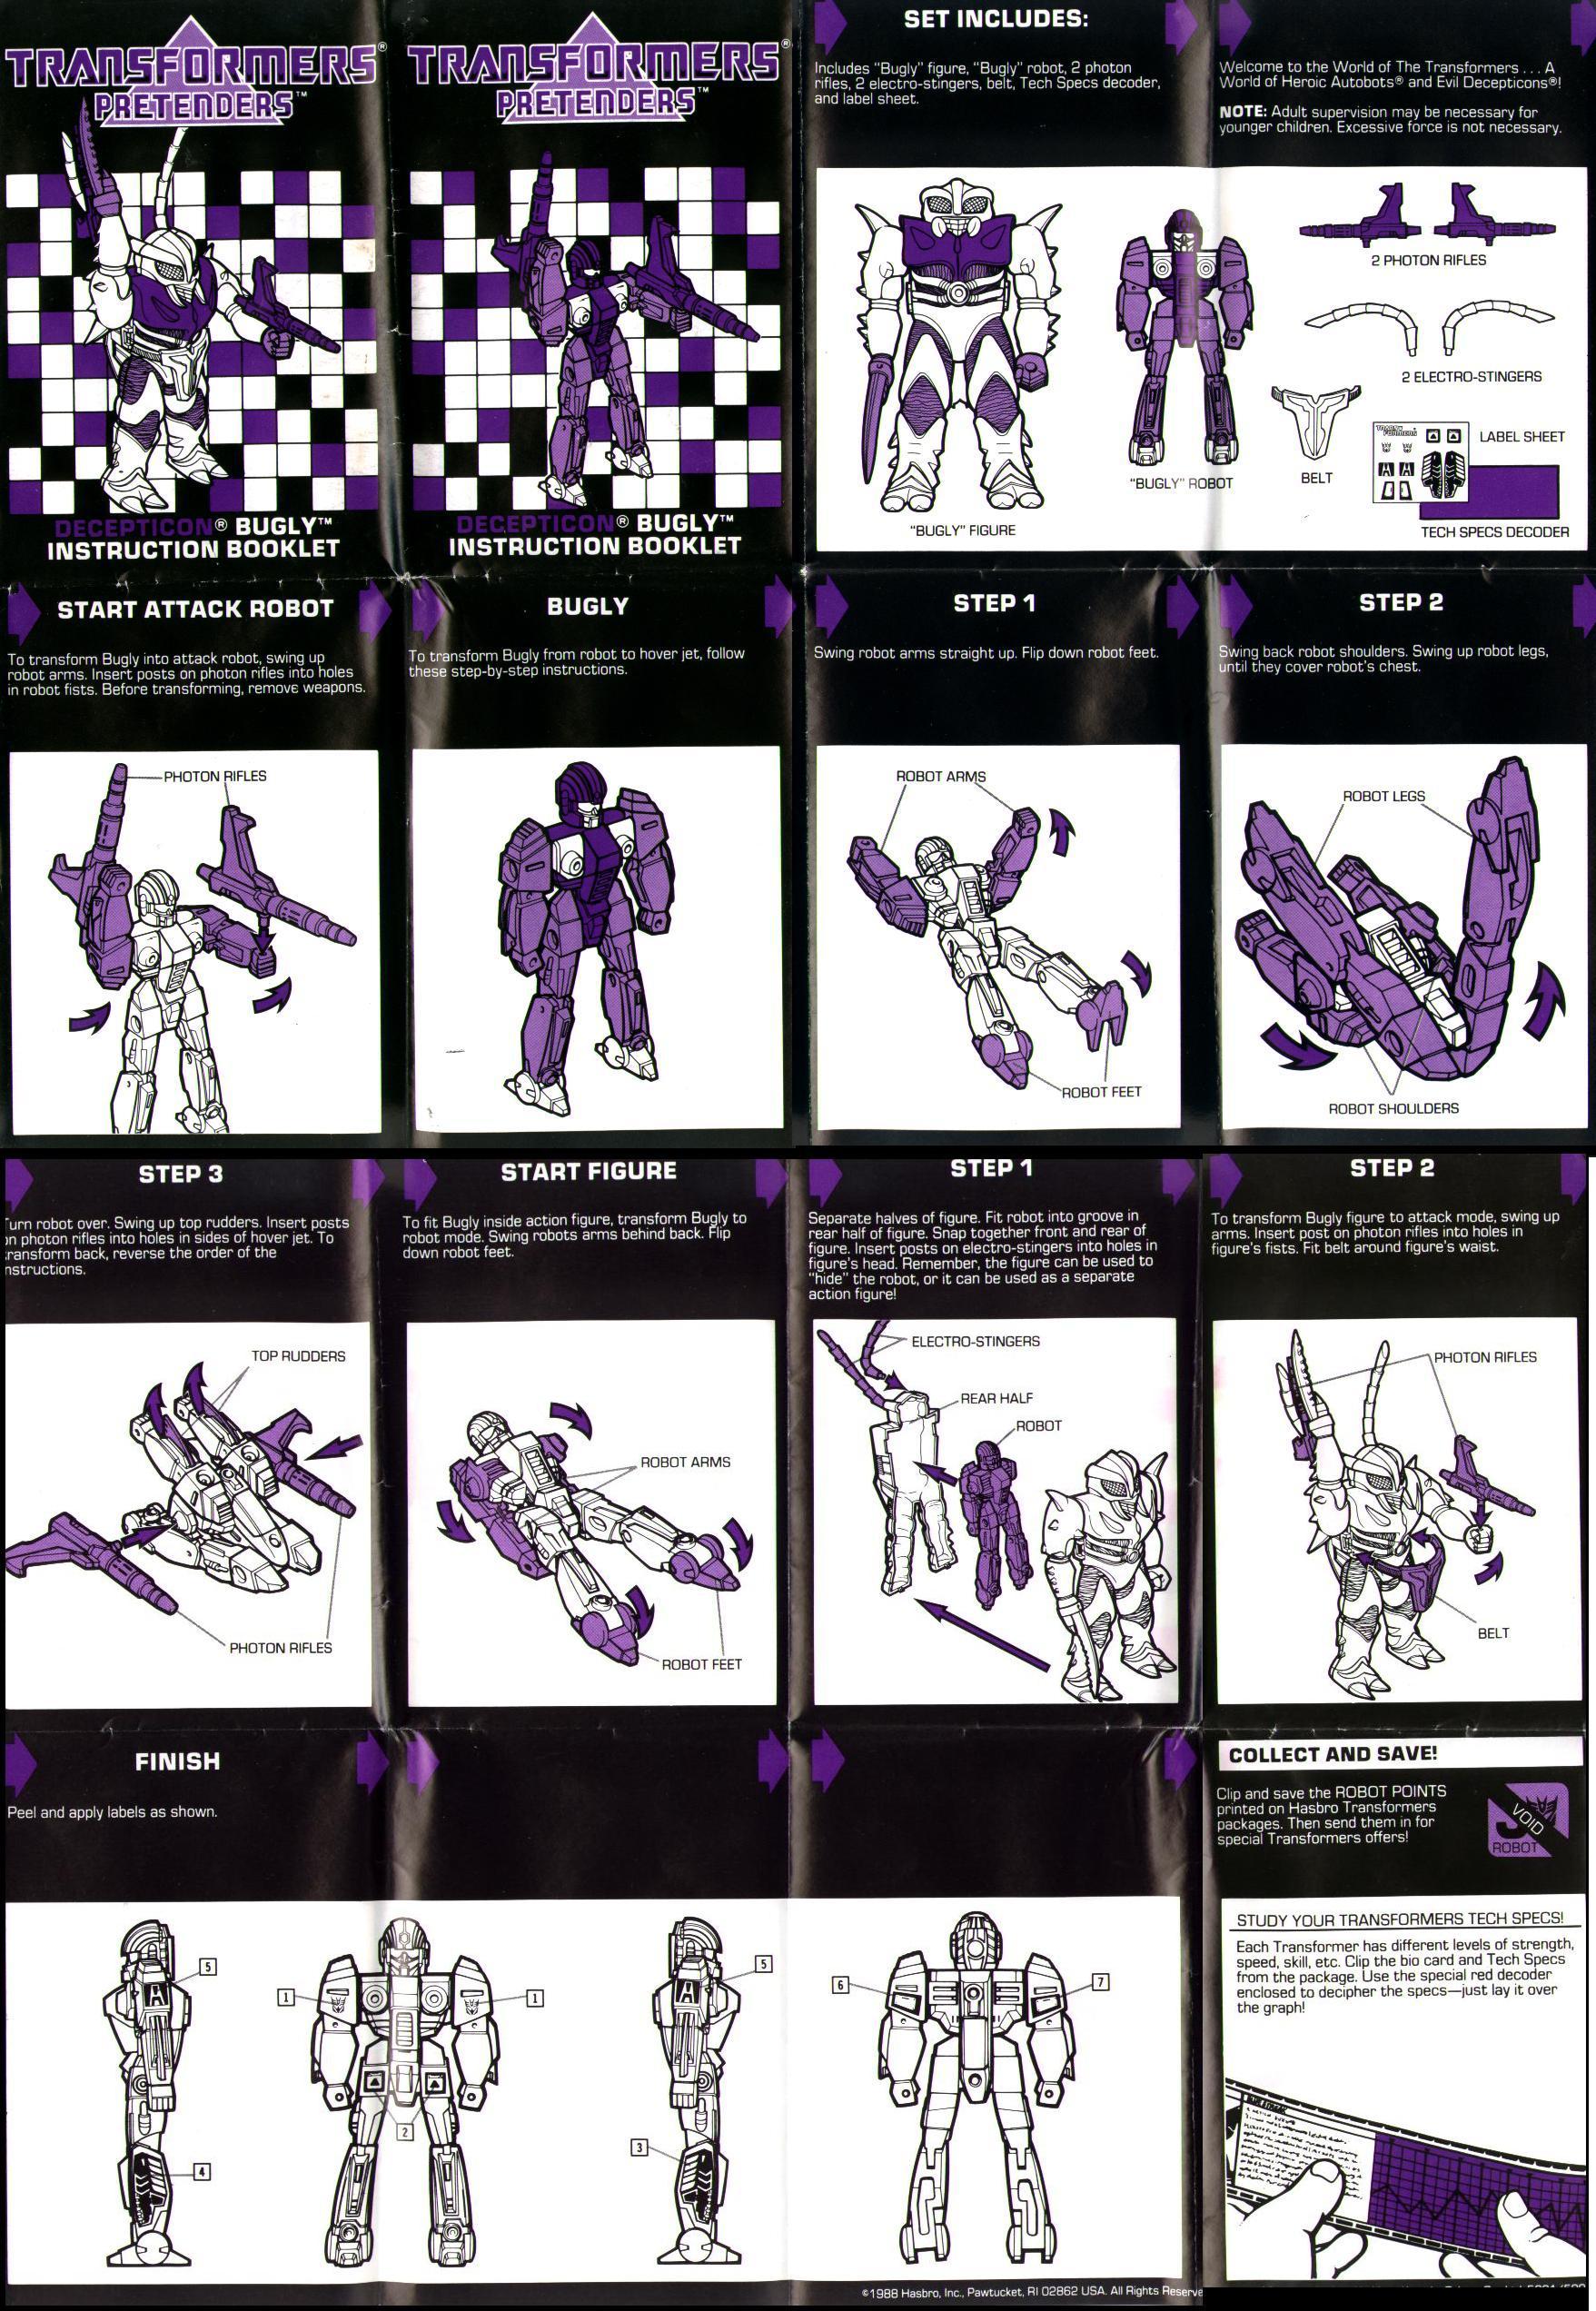 TRANSFORMERS®
PRETENDERS™
DECEPTICON® BUGLY™
INSTRUCTION BOOKLET
TRANSFORMERS®
PRETENDERS™
DECEPTICON® BUGLY™
INSTRUCTION BOOKLET
SET INCLUDES:
Includes "Bugly" figure, "Bugly" robot, 2 photon
rifles, 2 electro-stingers, belt, Tech Specs decoder,
and label sheet.
Welcome to the World of The Transformers . . . A
World of Heroic Autobots® and Evil Decepticons®!
NOTE: Adult supervision may be necessary for
younger children. Excessive force is not necessary.
"BUGLY" FIGURE
"BUGLY" ROBOT
2 PHOTON RIFLES
2 ELECTRO-STINGERS
BELT
LABEL SHEET
TECH SPECS DECODER
START ATTACK ROBOT
To transform Bugly into attack robot, swing up
robot arms. Insert posts on photon rifles into holes
in robot fists. Before transforming, remove weapons.
PHOTON RIFLES
BUGLY
To transform Bugly from robot to hover jet, follow
these step-by-step instructions.
STEP 1
Swing robot arms straight up. Flip down robot feet.
ROBOT ARMS
ROBOT FEET
STEP 2
Swing back robot shoulders. Swing up robot legs,
until they cover robot's chest.
ROBOT LEGS
ROBOT SHOULDERS
STEP 3
Turn robot over. Swing up top rudders. Insert posts
on photon rifles into holes in sides of hover jet. To
transform back, reverse the order of the
nstructions.
TOP RUDDERS
PHOTON RIFLES
START FIGURE
To fit Bugly inside action figure, transform Bugly to
robot mode. Swing robots arms behind back. Flip
down robot feet.
ROBOT ARMS
ROBOT FEET
STEP 1
Separate halves of figure. Fit robot into groove in
rear half of figure. Snap together front and rear of
figure. Insert posts on electro-stingers into holes in
figure's head. Remember, the figure can be used to
"hide" the robot, or it can be used as a separate
action figure!
ELECTRO-STINGERS
REAR HALF
ROBOT
STEP 2
To transform Bugly figure to attack mode, swing up
arms. Insert post on photon rifles into holes in
figure's fists. Fit belt around figure's waist.
PHOTON RIFLES
BELT
FINISH
Peel and apply labels as shown.
5
4
1
1
2
5
3
6
7
©1988 Hasbro, Inc., Pawtucket, RI 02862 USA. All Rights Reserve
COLLECT AND SAVE!
Clip and save the ROBOT POINTS
printed on Hasbro Transformers
packages. Then send them in for
special Transformers offers!
VOID
ROBOT
STUDY YOUR TRANSFORMERS TECH SPECS!
Each Transformer has different levels of strength,
speed, skill, etc. Clip the bio card and Tech Specs
from the package. Use the special red decoder
enclosed to decipher the specs—just lay it over
the graph!